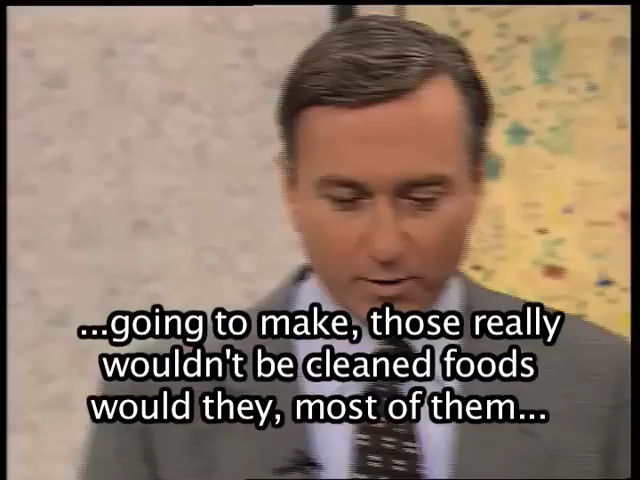 ...going to make, those really
wouldn't be cleaned foods
would they, most of them...